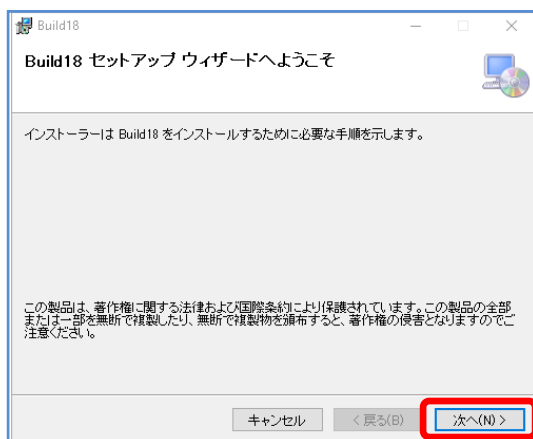 Build18
Build18 セットアップ ウィザードへようこそ
インストーラーは Build18 をインストールするために必要な手順を示します。
この製品は、著作権に関する法律および国際条約により保護されています。この製品の全部
または一部を無断で複製したり、無断で複製物を頒布すると、著作権の侵害となりますのでご
注意ください。
キャンセル
< 戻る(B)
次へ(N) >